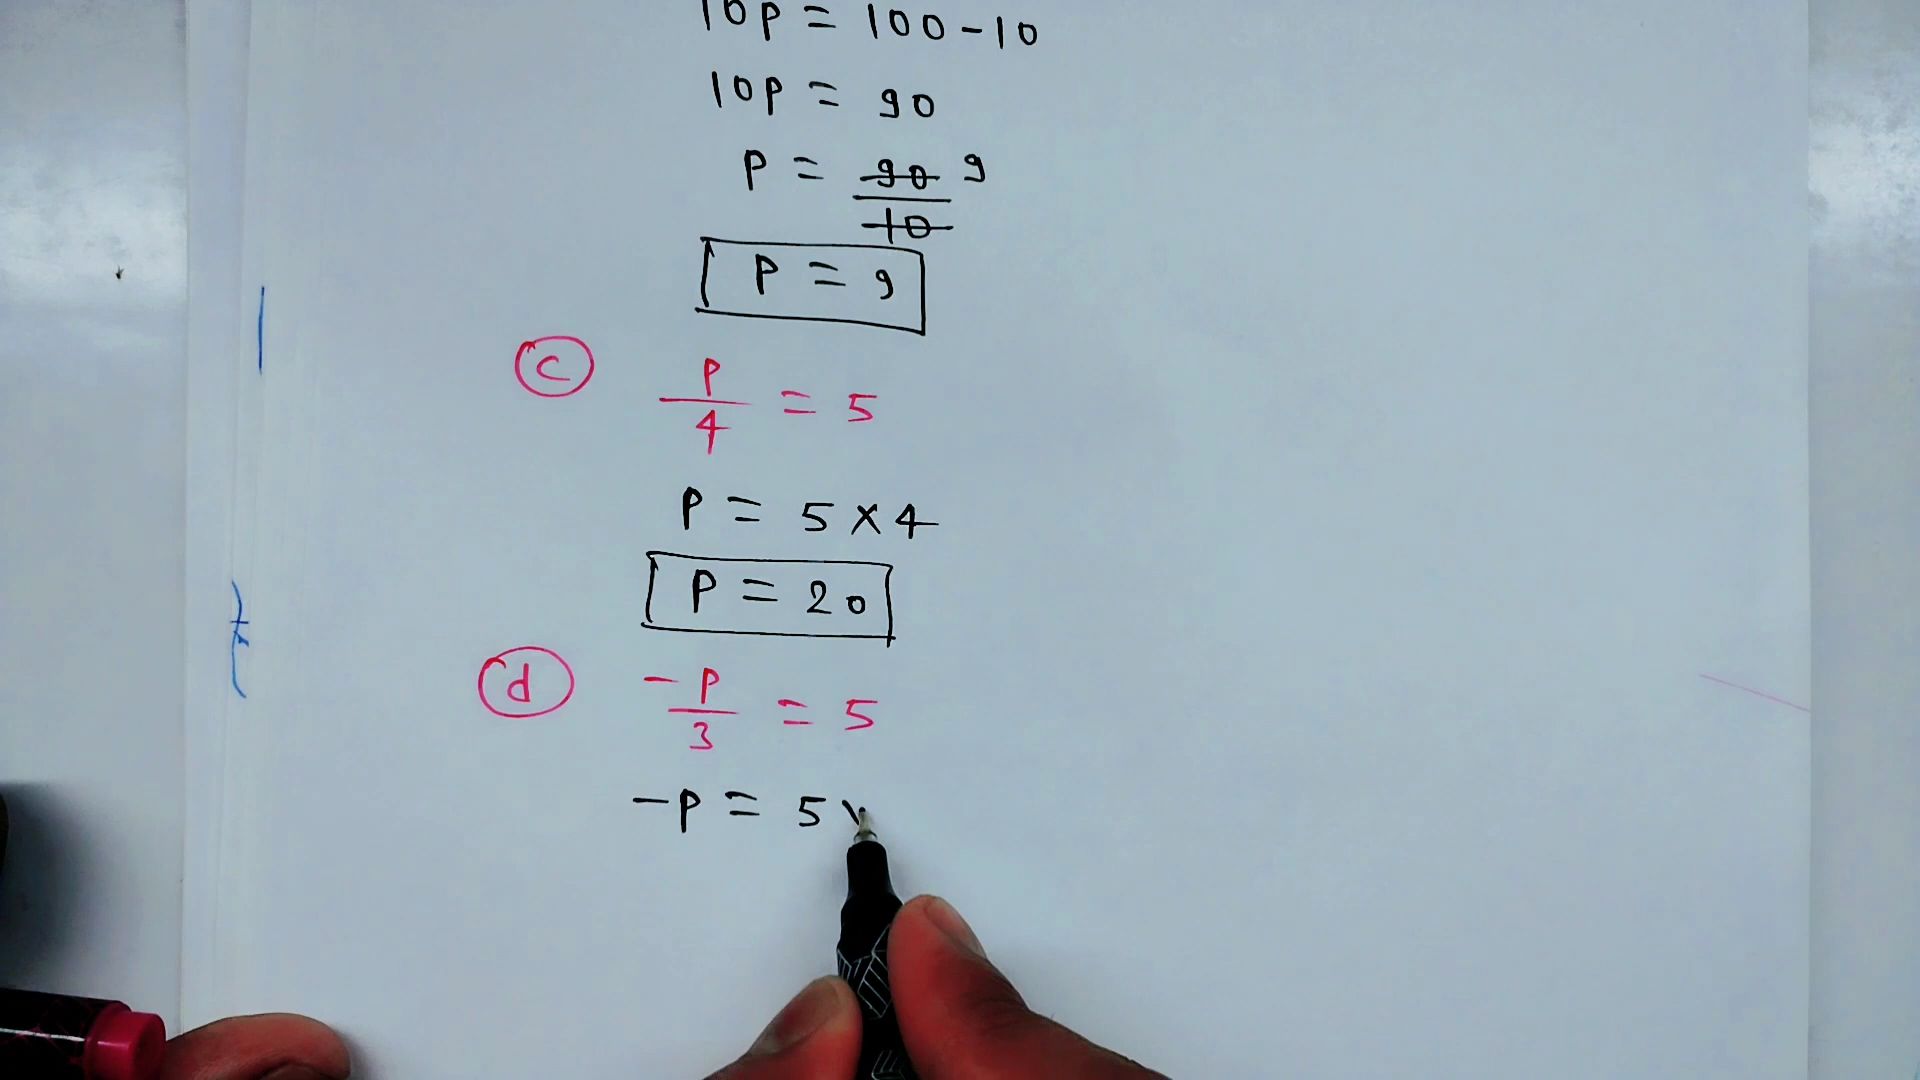 10p = 100-10
10p = 90
p = 90/10 9
p = 9
c p/4 = 5
p = 5×4
p = 20
d -p/3 = 5
-p = 5